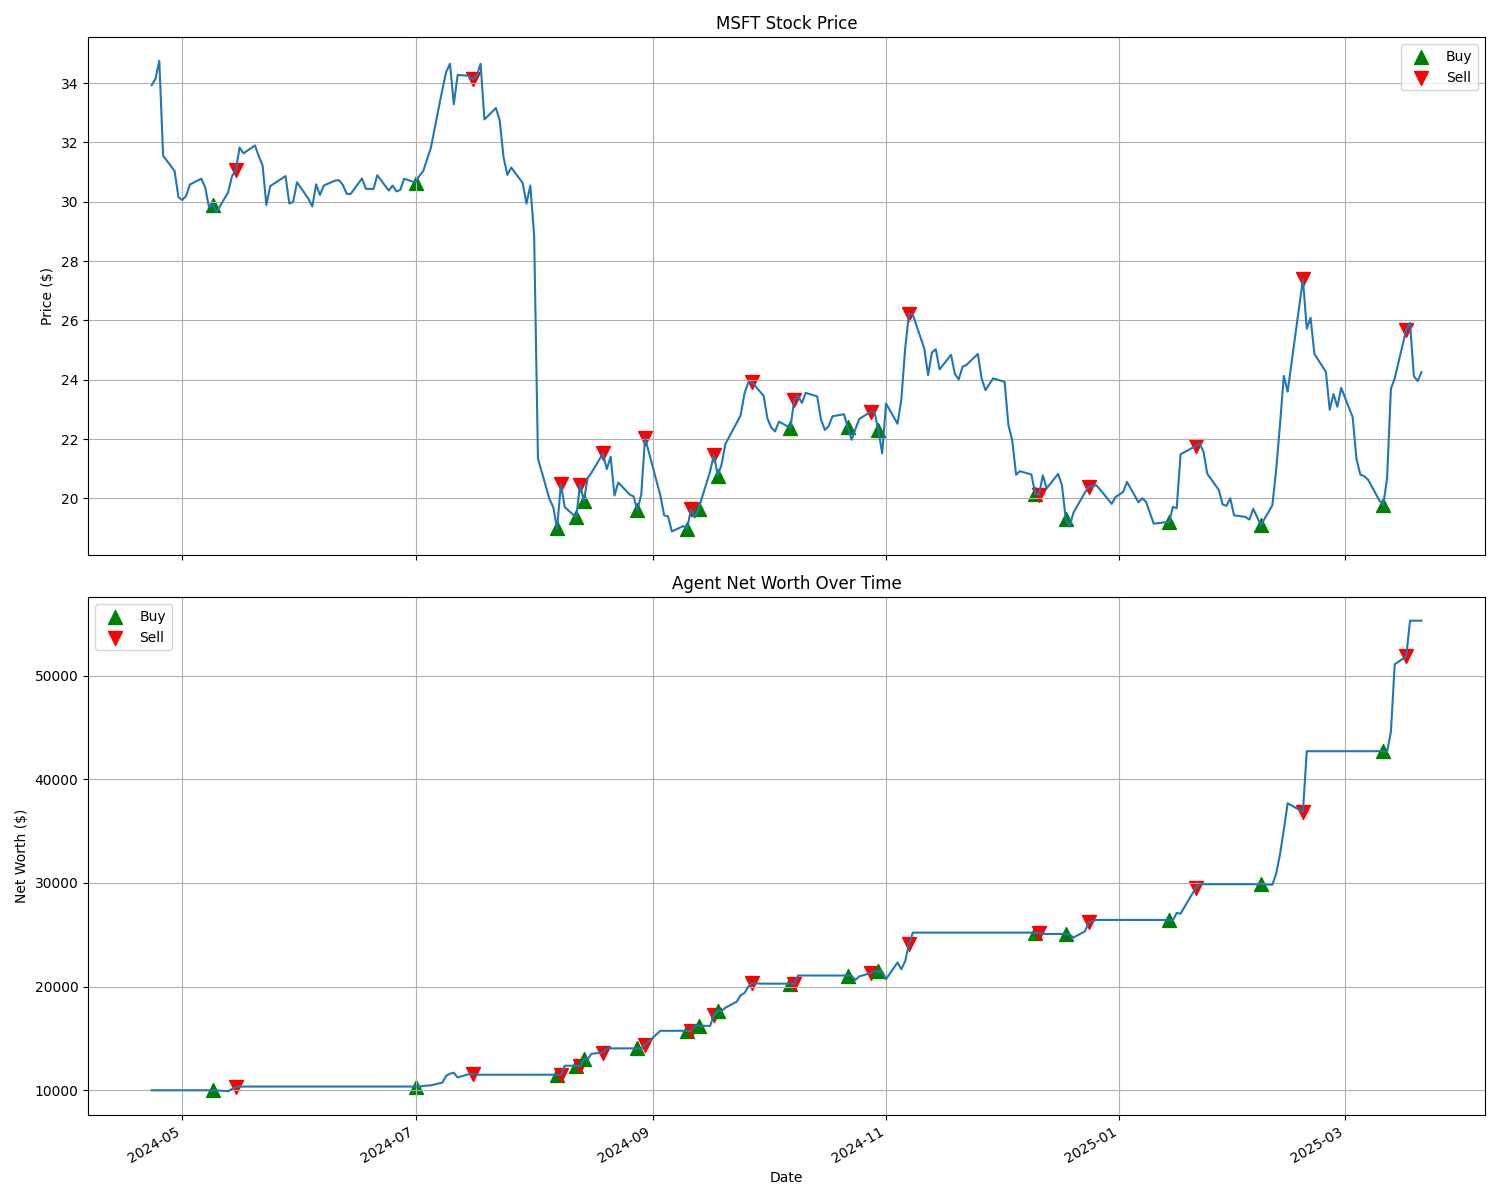 MSFT Stock Price
Buy
Sell
Price ($)
34
32
30
28
26
24
22
20
Agent Net Worth Over Time
Buy
Sell
Net Worth ($)
50000
40000
30000
20000
10000
2024-05
2024-07
2024-09
2024-11
2025-01
2025-03
Date